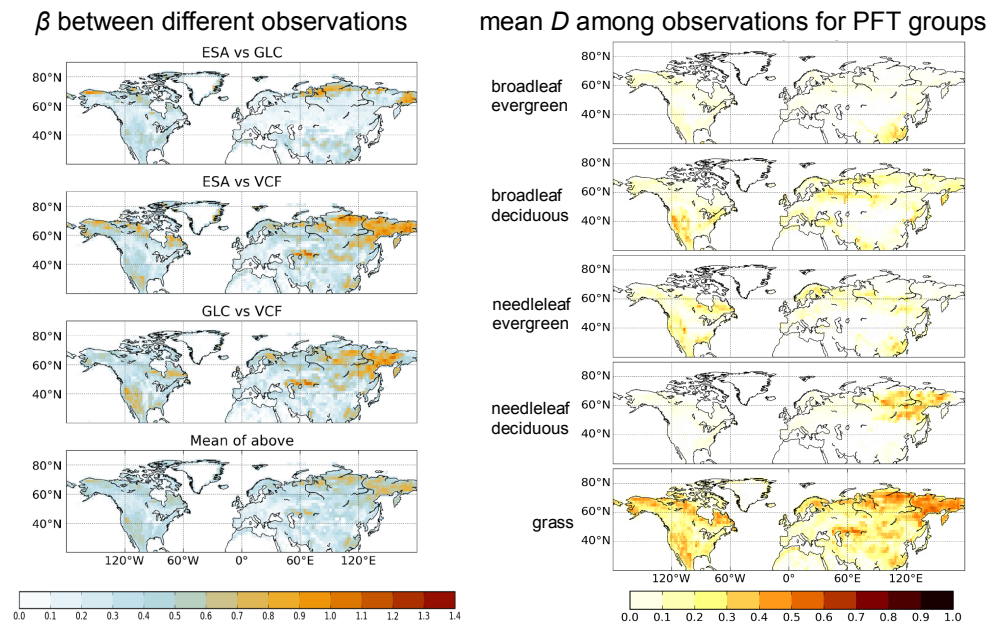 β between different observations
ESA vs GLC
80°N
60°N
40°N
ESA vs VCF
80°N
60°N
40°N
GLC vs VCF
80°N
60°N
40°N
Mean of above
80°N
60°N
40°N
120°W 60°W 0° 60°E 120°E
0.0 0.1 0.2 0.3 0.4 0.5 0.6 0.7 0.8 0.9 1.0 1.1 1.2 1.3 1.4
mean D among observations for PFT groups
broadleaf
evergreen
80°N
60°N
40°N
broadleaf
deciduous
80°N
60°N
40°N
needleleaf
evergreen
80°N
60°N
40°N
needleleaf
deciduous
80°N
60°N
40°N
grass
80°N
60°N
40°N
120°W 60°W 0° 60°E 120°E
0.0 0.1 0.2 0.3 0.4 0.5 0.6 0.7 0.8 0.9 1.0